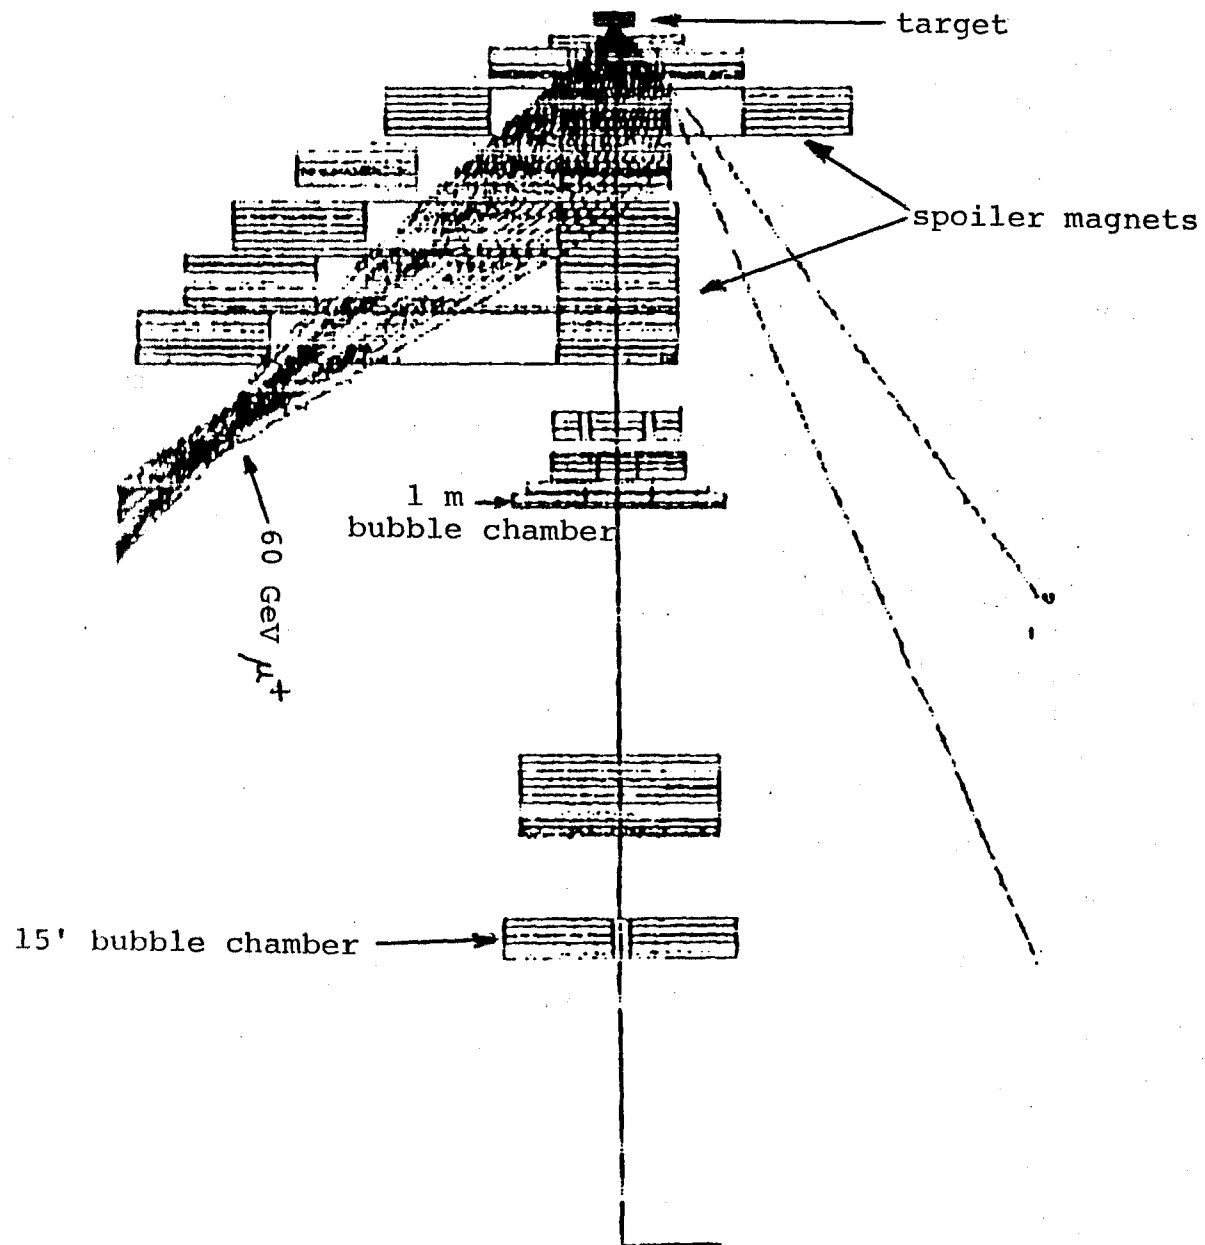 target
spoiler magnets
1 m
bubble chamber
60 GeV μ+
15' bubble chamber